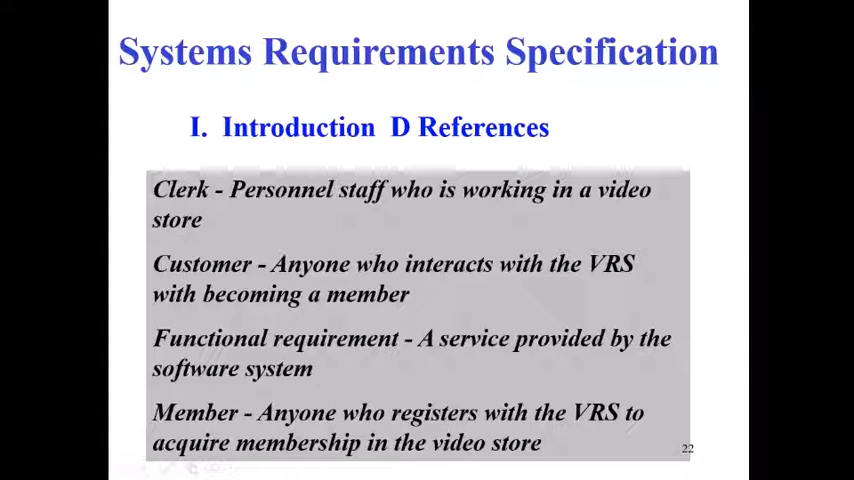 Systems Requirements Specification
I. Introduction D References
Clerk - Personnel staff who is working in a video
store
Customer - Anyone who interacts with the VRS
with becoming a member
Functional requirement - A service provided by the
software system
Member - Anyone who registers with the VRS to
acquire membership in the video store
22